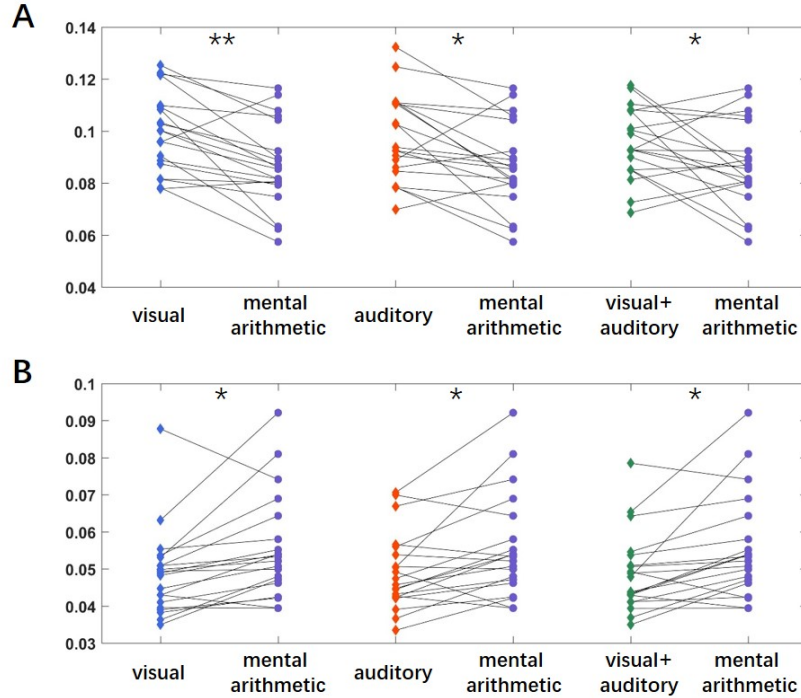 A
** * *
0.14
0.12
0.1
0.08
0.06
0.04
visual mental arithmetic auditory mental arithmetic visual+ auditory mental arithmetic
B
* * *
0.1
0.09
0.08
0.07
0.06
0.05
0.04
0.03
visual mental arithmetic auditory mental arithmetic visual+ auditory mental arithmetic